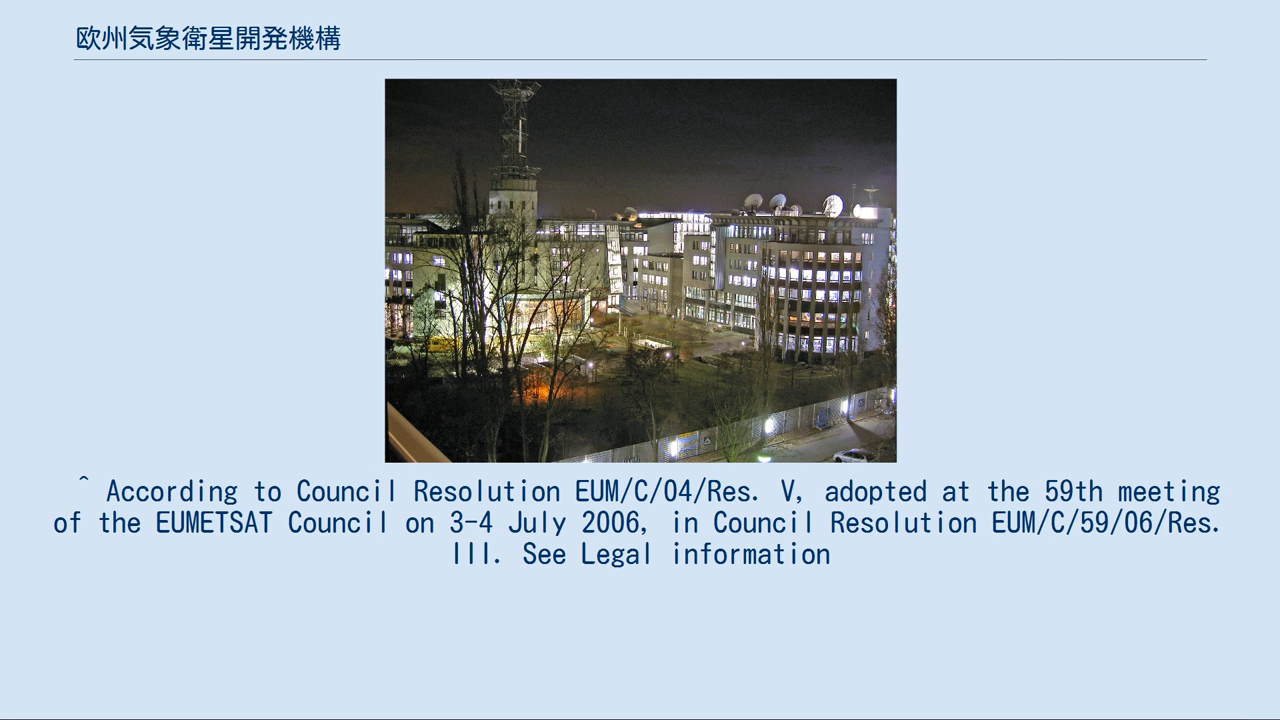 欧州気象衛星開発機構
^ According to Council Resolution EUM/C/04/Res. V, adopted at the 59th meeting
of the EUMETSAT Council on 3-4 July 2006, in Council Resolution EUM/C/59/06/Res.
III. See Legal information